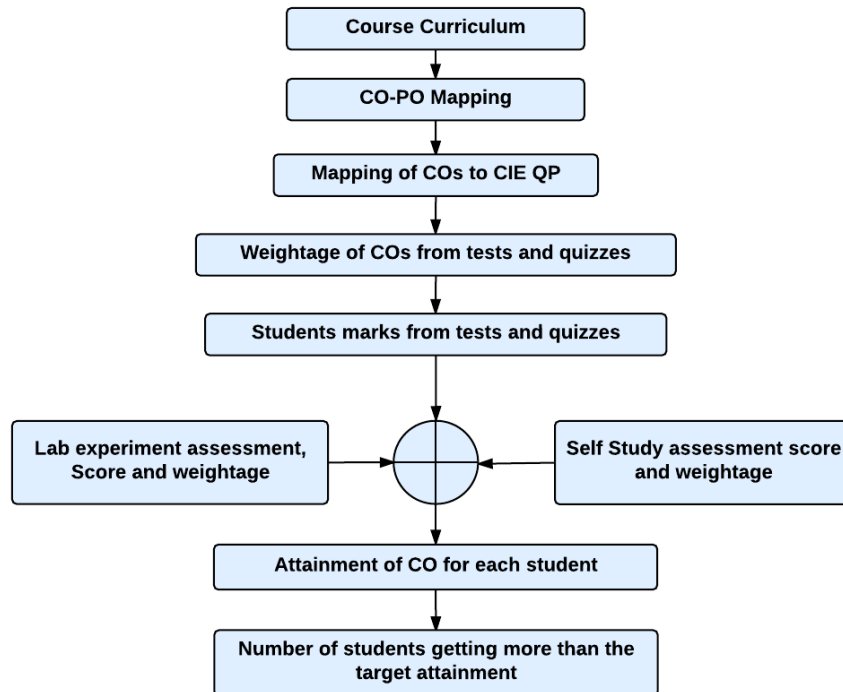 Course Curriculum
CO-PO Mapping
Mapping of COs to CIE QP
Weightage of COs from tests and quizzes
Students marks from tests and quizzes
Lab experiment assessment,
Score and weightage
Self Study assessment score
and weightage
Attainment of CO for each student
Number of students getting more than the
target attainment